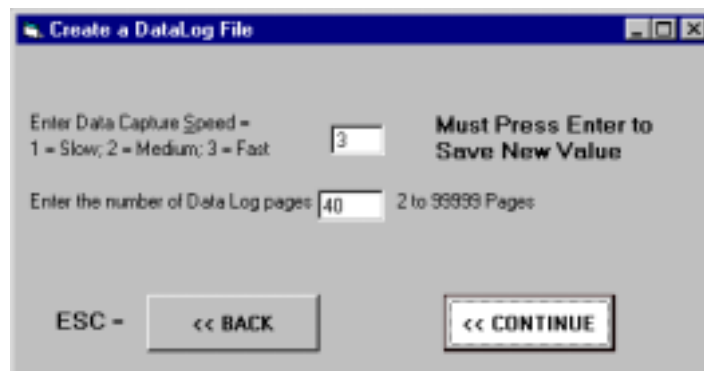 Create a DataLog File
Enter Data Capture Speed =
1 = Slow; 2 = Medium; 3 = Fast
3
Must Press Enter to
Save New Value
Enter the number of Data Log pages
40
2 to 99999 Pages
ESC =
<< BACK
<< CONTINUE